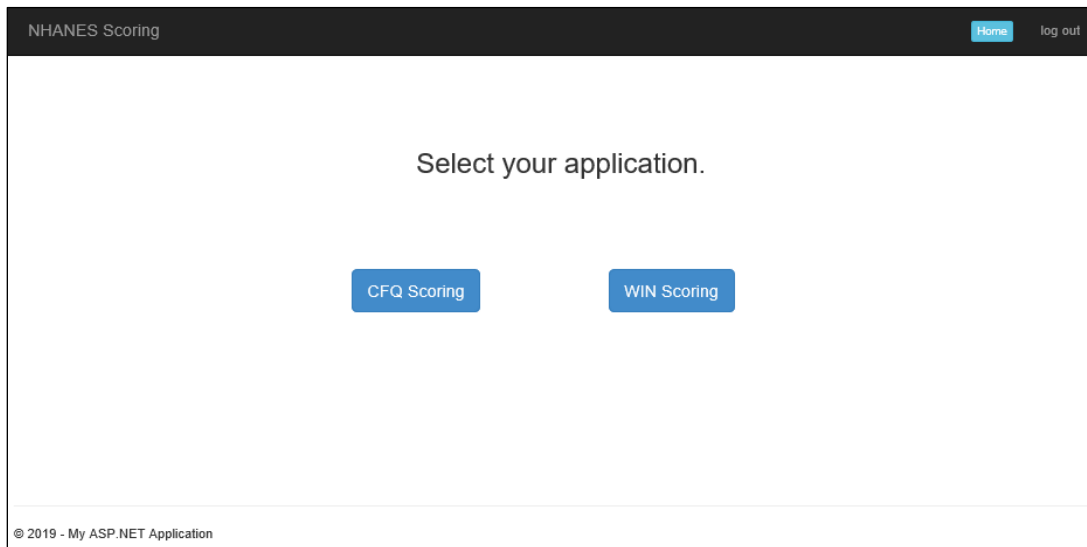 NHANES Scoring
Home
log out
Select your application.
CFQ Scoring
WIN Scoring
© 2019 - My ASP.NET Application